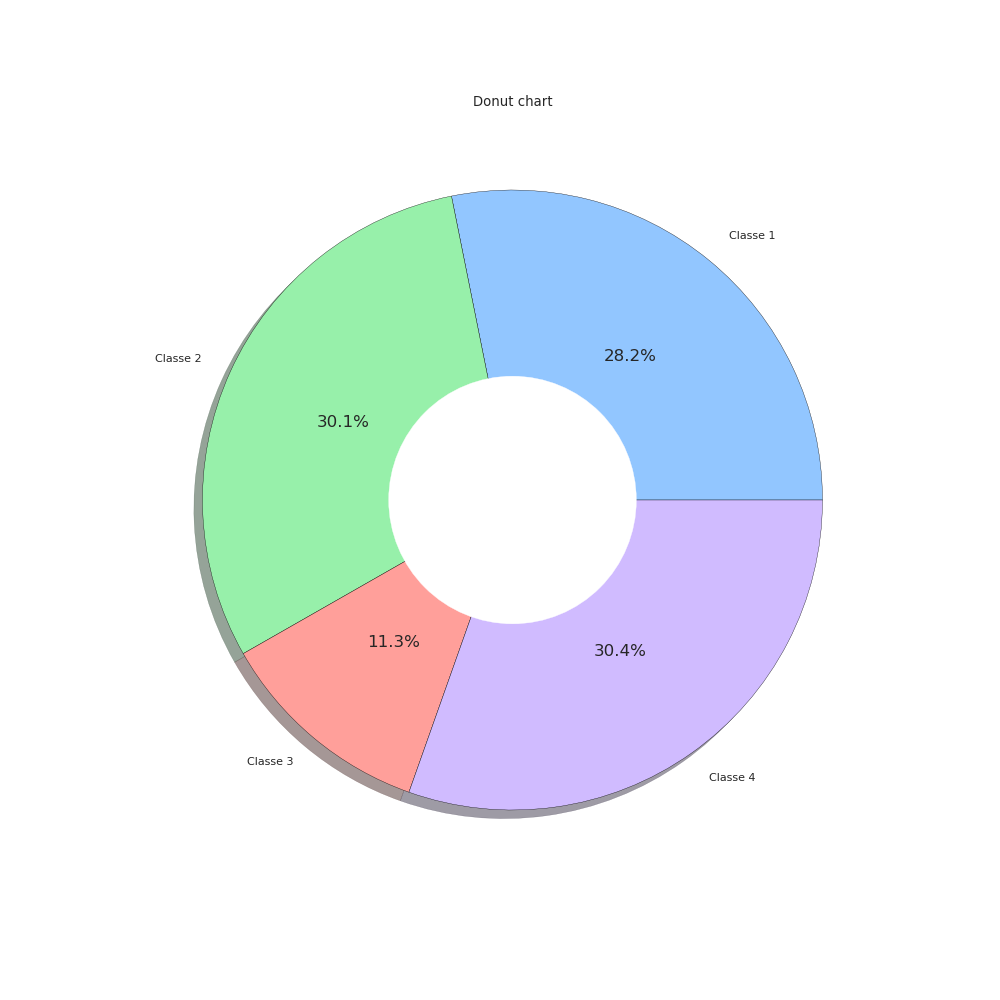 Donut chart
Classe 1
28.2%
Classe 2
30.1%
11.3%
30.4%
Classe 3
Classe 4